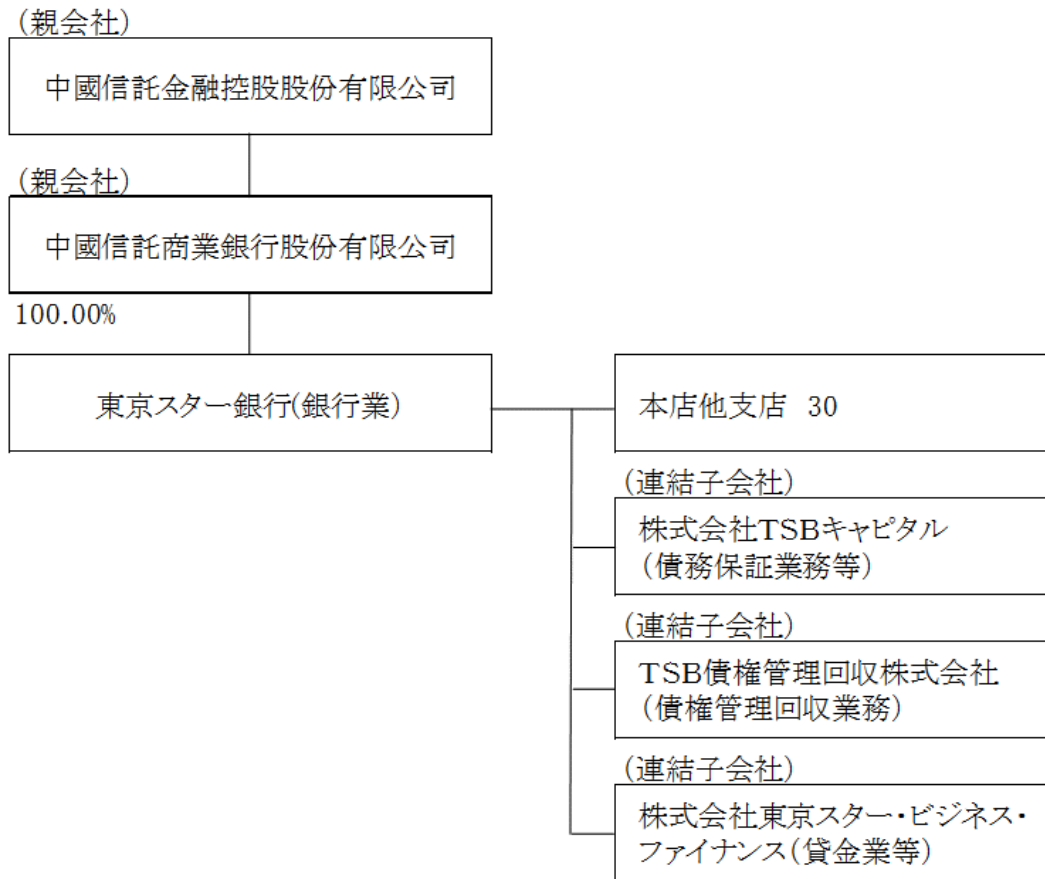 (親会社)
中國信託金融控股股份有限公司
(親会社)
中國信託商業銀行股份有限公司
100.00%
東京スター銀行(銀行業)
本店他支店 30
(連結子会社)
株式会社TSBキャピタル
(債務保証業務等)
(連結子会社)
TSB債権管理回収株式会社
(債権管理回収業務)
(連結子会社)
株式会社東京スター・ビジネス・
ファイナンス(貸金業等)